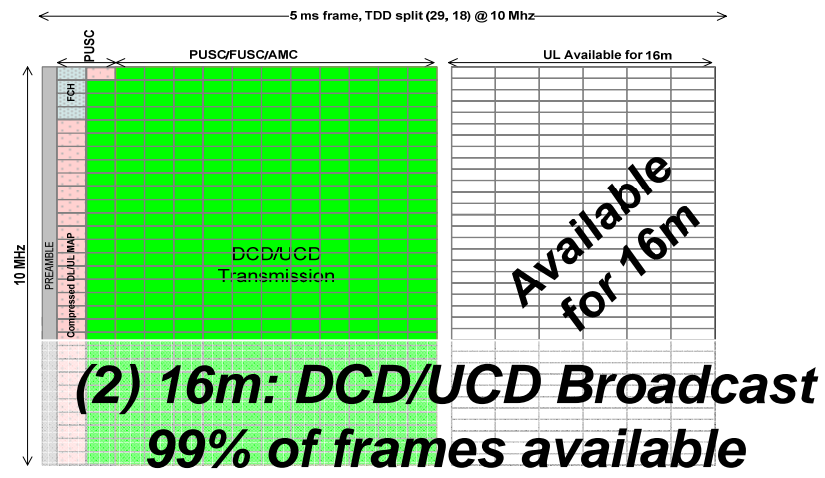 5 ms frame, TDD split (29, 18) @ 10 Mhz
PUSC
PUSC/FUSC/AMC
UL Available for 16m
FCH
10 MHz
PREAMBLE
Compressed DL/UL MAP
DCD/UCD
Transmission
Available
for 16m
(2) 16m: DCD/UCD Broadcast
99% of frames available